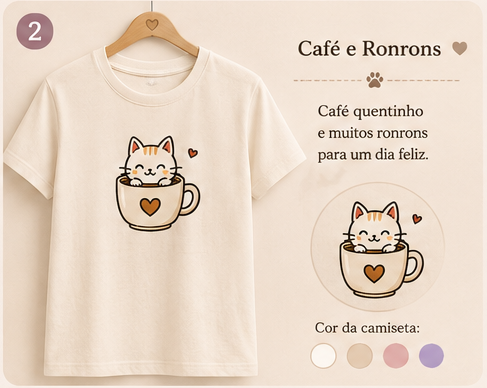 2
Café e Ronrons
Café quentinho
e muitos ronrons
para um dia feliz.
Cor da camiseta: